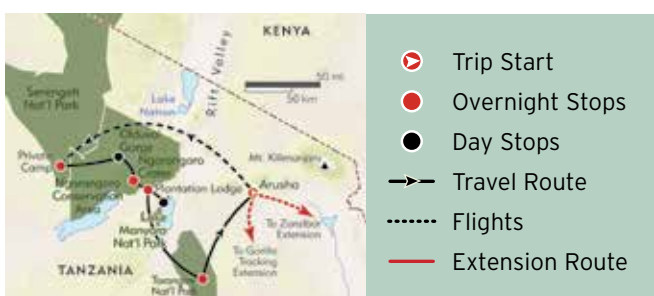 KENYA
50 mi
50 km
Serengeti
Nat'l Park
Lake
Natron
Rift Valley
Olduvai
Gorge
Private
Camp
Ngorongoro
Crater
Mt. Kilimanjaro
Ngorongoro
Conservation
Area
Plantation Lodge
Arusha
Lake
Manyara
Nat'l Park
To Zanzibar
Extension
To Gorilla
Tracking
Extension
TANZANIA
Tarangire
Nat'l Park
Trip Start
Overnight Stops
Day Stops
Travel Route
Flights
Extension Route